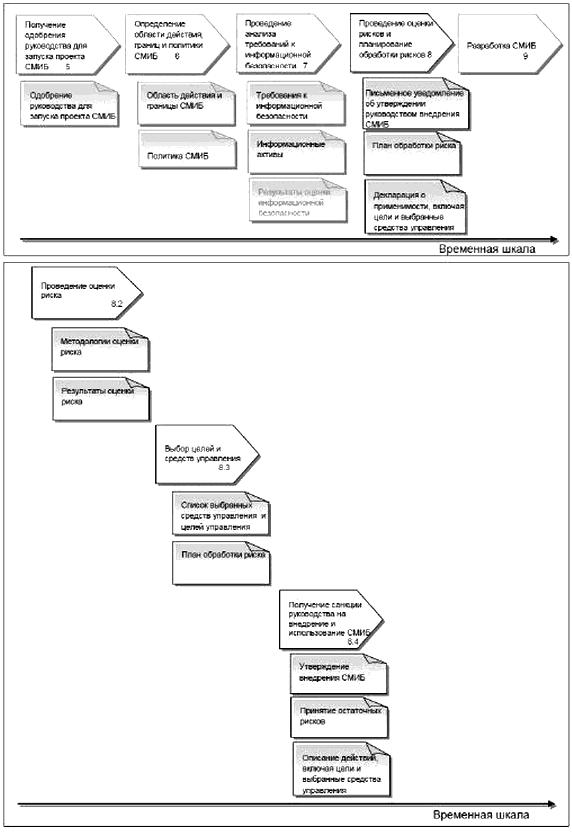 Получение
одобрения
руководства для
запуска проекта
СМИБ 5
Определение
области действия,
границ и политики
СМИБ 6
Проведение
анализа
требований к
информационной
безопасности 7
Проведение оценки
рисков и
планирование
обработки рисков 8
Разработка СМИБ
9
Одобрение
руководства для
запуска проекта СМИБ
Область действия и
границы СМИБ
Политика СМИБ
Требования к
информационной
безопасности
Информационные
активы
Результаты оценки
информационной
безопасности
Письменное уведомление
об утверждении
руководством внедрения
СМИБ
План обработки риска
Декларация о
применимости, включая
цели и выбранные
средства управления
Временная шкала
Проведение оценки
риска
8.2
Методологии оценки
риска
Результаты оценки
риска
Выбор целей и
средств управления
8.3
Список выбранных
средств управления и
целей управления
План обработки риска
Получение санкции
руководства на
внедрение и
использование СМИБ
8.4
Утверждение
внедрения СМИБ
Принятие остаточных
рисков
Описание действий,
включая цели и
выбранные средства
управления
Временная шкала